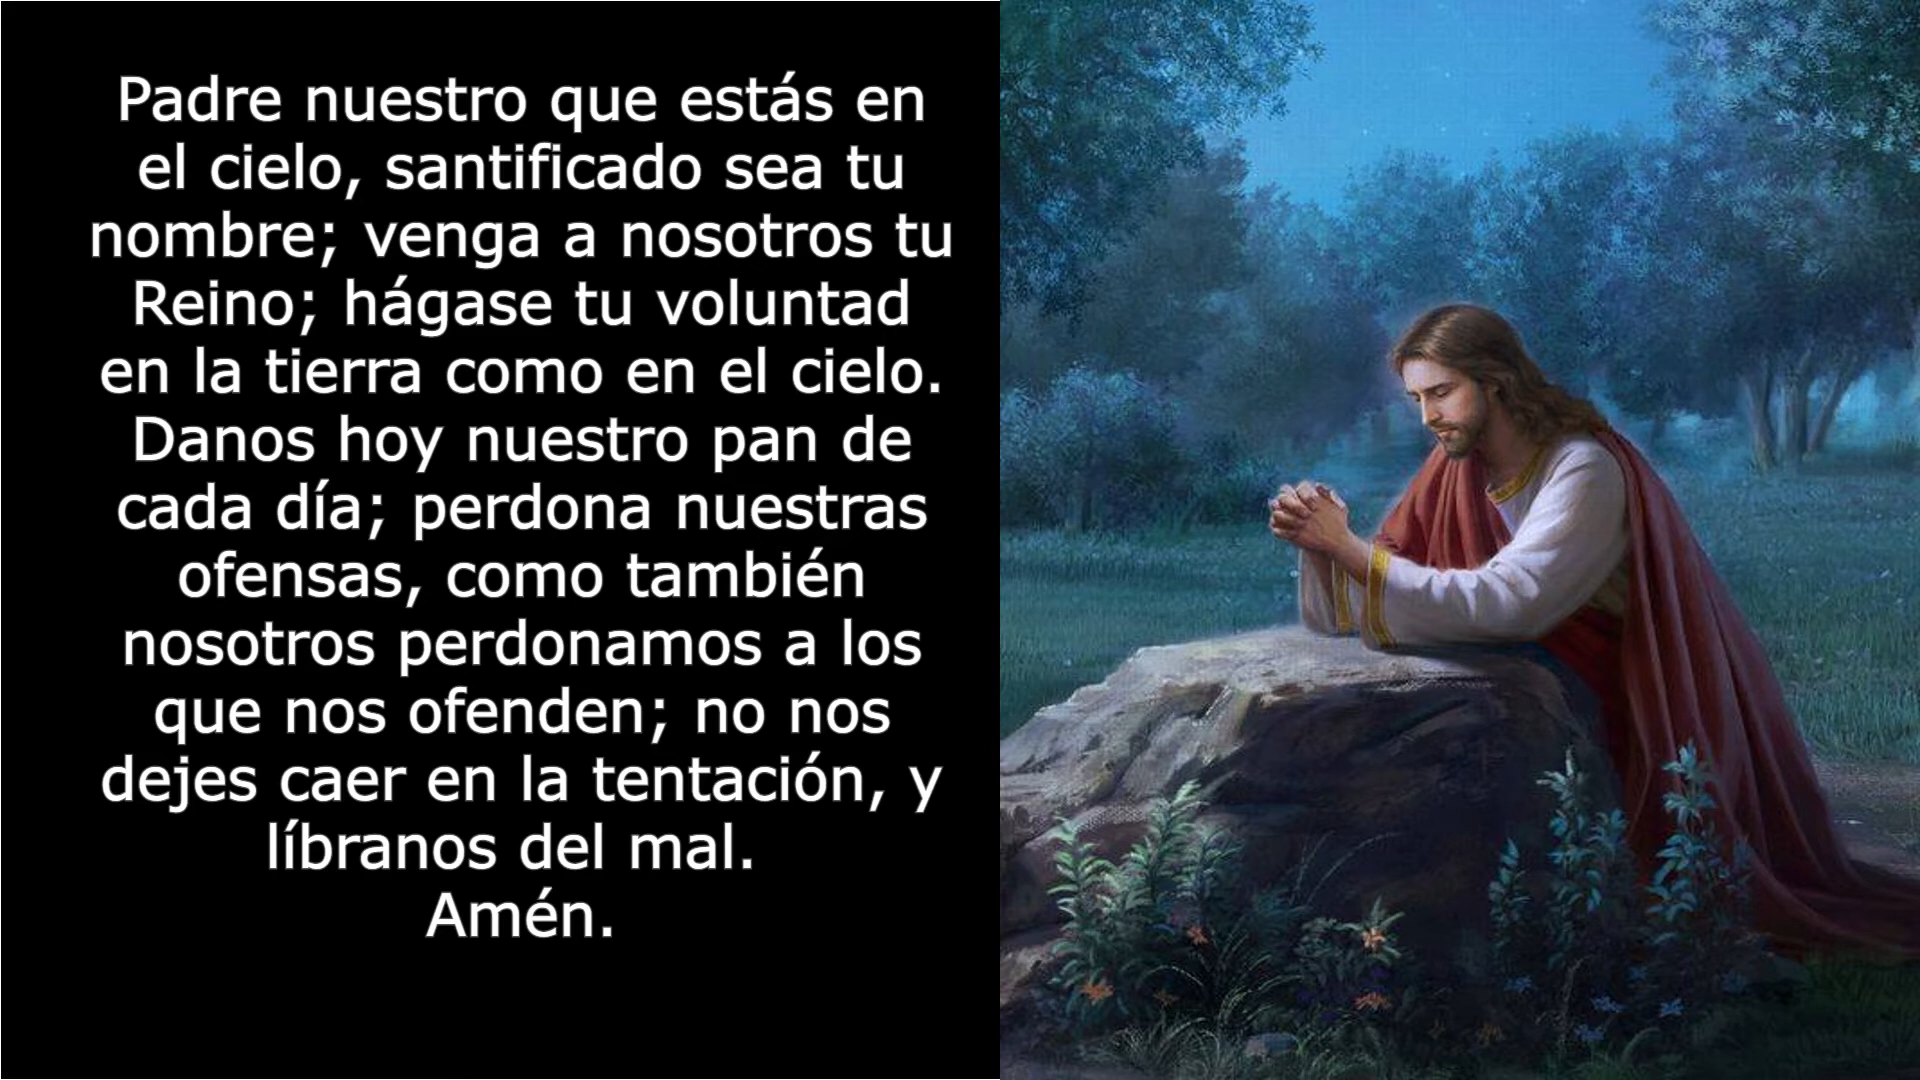 Padre nuestro que estás en
el cielo, santificado sea tu
nombre; venga a nosotros tu
Reino; hágase tu voluntad
en la tierra como en el cielo.
Danos hoy nuestro pan de
cada día; perdona nuestras
ofensas, como también
nosotros perdonamos a los
que nos ofenden; no nos
dejes caer en la tentación, y
líbranos del mal.
Amén.